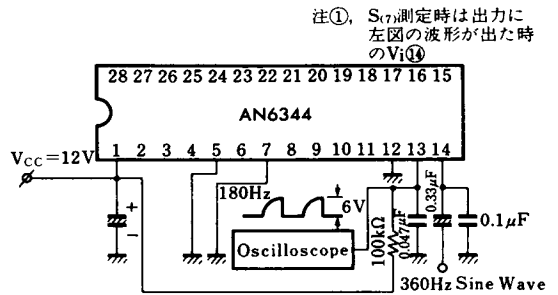 注①, S(7)測定時は出力に
左図の波形が出た時
のVi⑭
28 27 26 25 24 23 22 21 20 19 18 17 16 15
AN6344
1 2 3 4 5 6 7 8 9 10 11 12 13 14
VCC=12V
+
−
180Hz
6V
Oscilloscope
100kΩ
0.047μF
0.33μF
0.1μF
360Hz Sine Wave